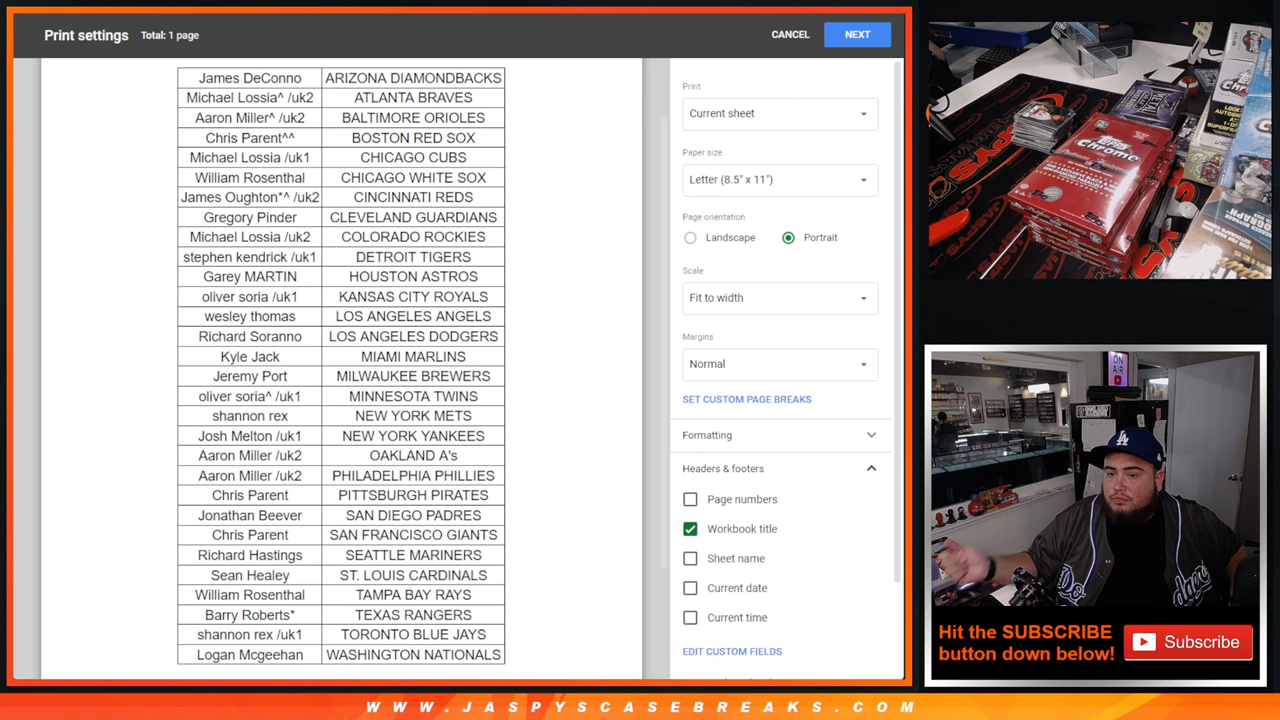 Print settings Total: 1 page CANCEL NEXT
James DeConno ARIZONA DIAMONDBACKS
Michael Lossia^ /uk2 ATLANTA BRAVES
Aaron Miller^ /uk2 BALTIMORE ORIOLES
Chris Parent^^ BOSTON RED SOX
Michael Lossia /uk1 CHICAGO CUBS
William Rosenthal CHICAGO WHITE SOX
James Oughton*^ /uk2 CINCINNATI REDS
Gregory Pinder CLEVELAND GUARDIANS
Michael Lossia /uk2 COLORADO ROCKIES
stephen kendrick /uk1 DETROIT TIGERS
Garey MARTIN HOUSTON ASTROS
oliver soria /uk1 KANSAS CITY ROYALS
wesley thomas LOS ANGELES ANGELS
Richard Soranno LOS ANGELES DODGERS
Kyle Jack MIAMI MARLINS
Jeremy Port MILWAUKEE BREWERS
oliver soria^ /uk1 MINNESOTA TWINS
shannon rex NEW YORK METS
Josh Melton /uk1 NEW YORK YANKEES
Aaron Miller /uk2 OAKLAND A's
Aaron Miller /uk2 PHILADELPHIA PHILLIES
Chris Parent PITTSBURGH PIRATES
Jonathan Beever SAN DIEGO PADRES
Chris Parent SAN FRANCISCO GIANTS
Richard Hastings SEATTLE MARINERS
Sean Healey ST. LOUIS CARDINALS
William Rosenthal TAMPA BAY RAYS
Barry Roberts* TEXAS RANGERS
shannon rex /uk1 TORONTO BLUE JAYS
Logan Mcgeehan WASHINGTON NATIONALS
Print
Current sheet
Paper size
Letter (8.5" x 11")
Page orientation
Landscape Portrait
Scale
Fit to width
Margins
Normal
SET CUSTOM PAGE BREAKS
Formatting
Headers & footers
Page numbers
Workbook title
Sheet name
Current date
Current time
EDIT CUSTOM FIELDS
Topps
Chrome
ON
AIR
LA
Hit the SUBSCRIBE
button down below!
Subscribe
WWW.JASPYSCASEBREAKS.COM